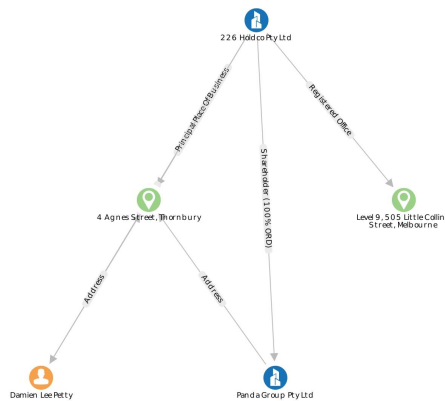 226 Holdco Pty Ltd
Principal Place Of Business
Registered Office
Shareholder (100% ORD)
4 Agnes Street, Thornbury
Level 9, 505 Little Collin
Street, Melbourne
Address
Address
Damien Lee Petty
Panda Group Pty Ltd